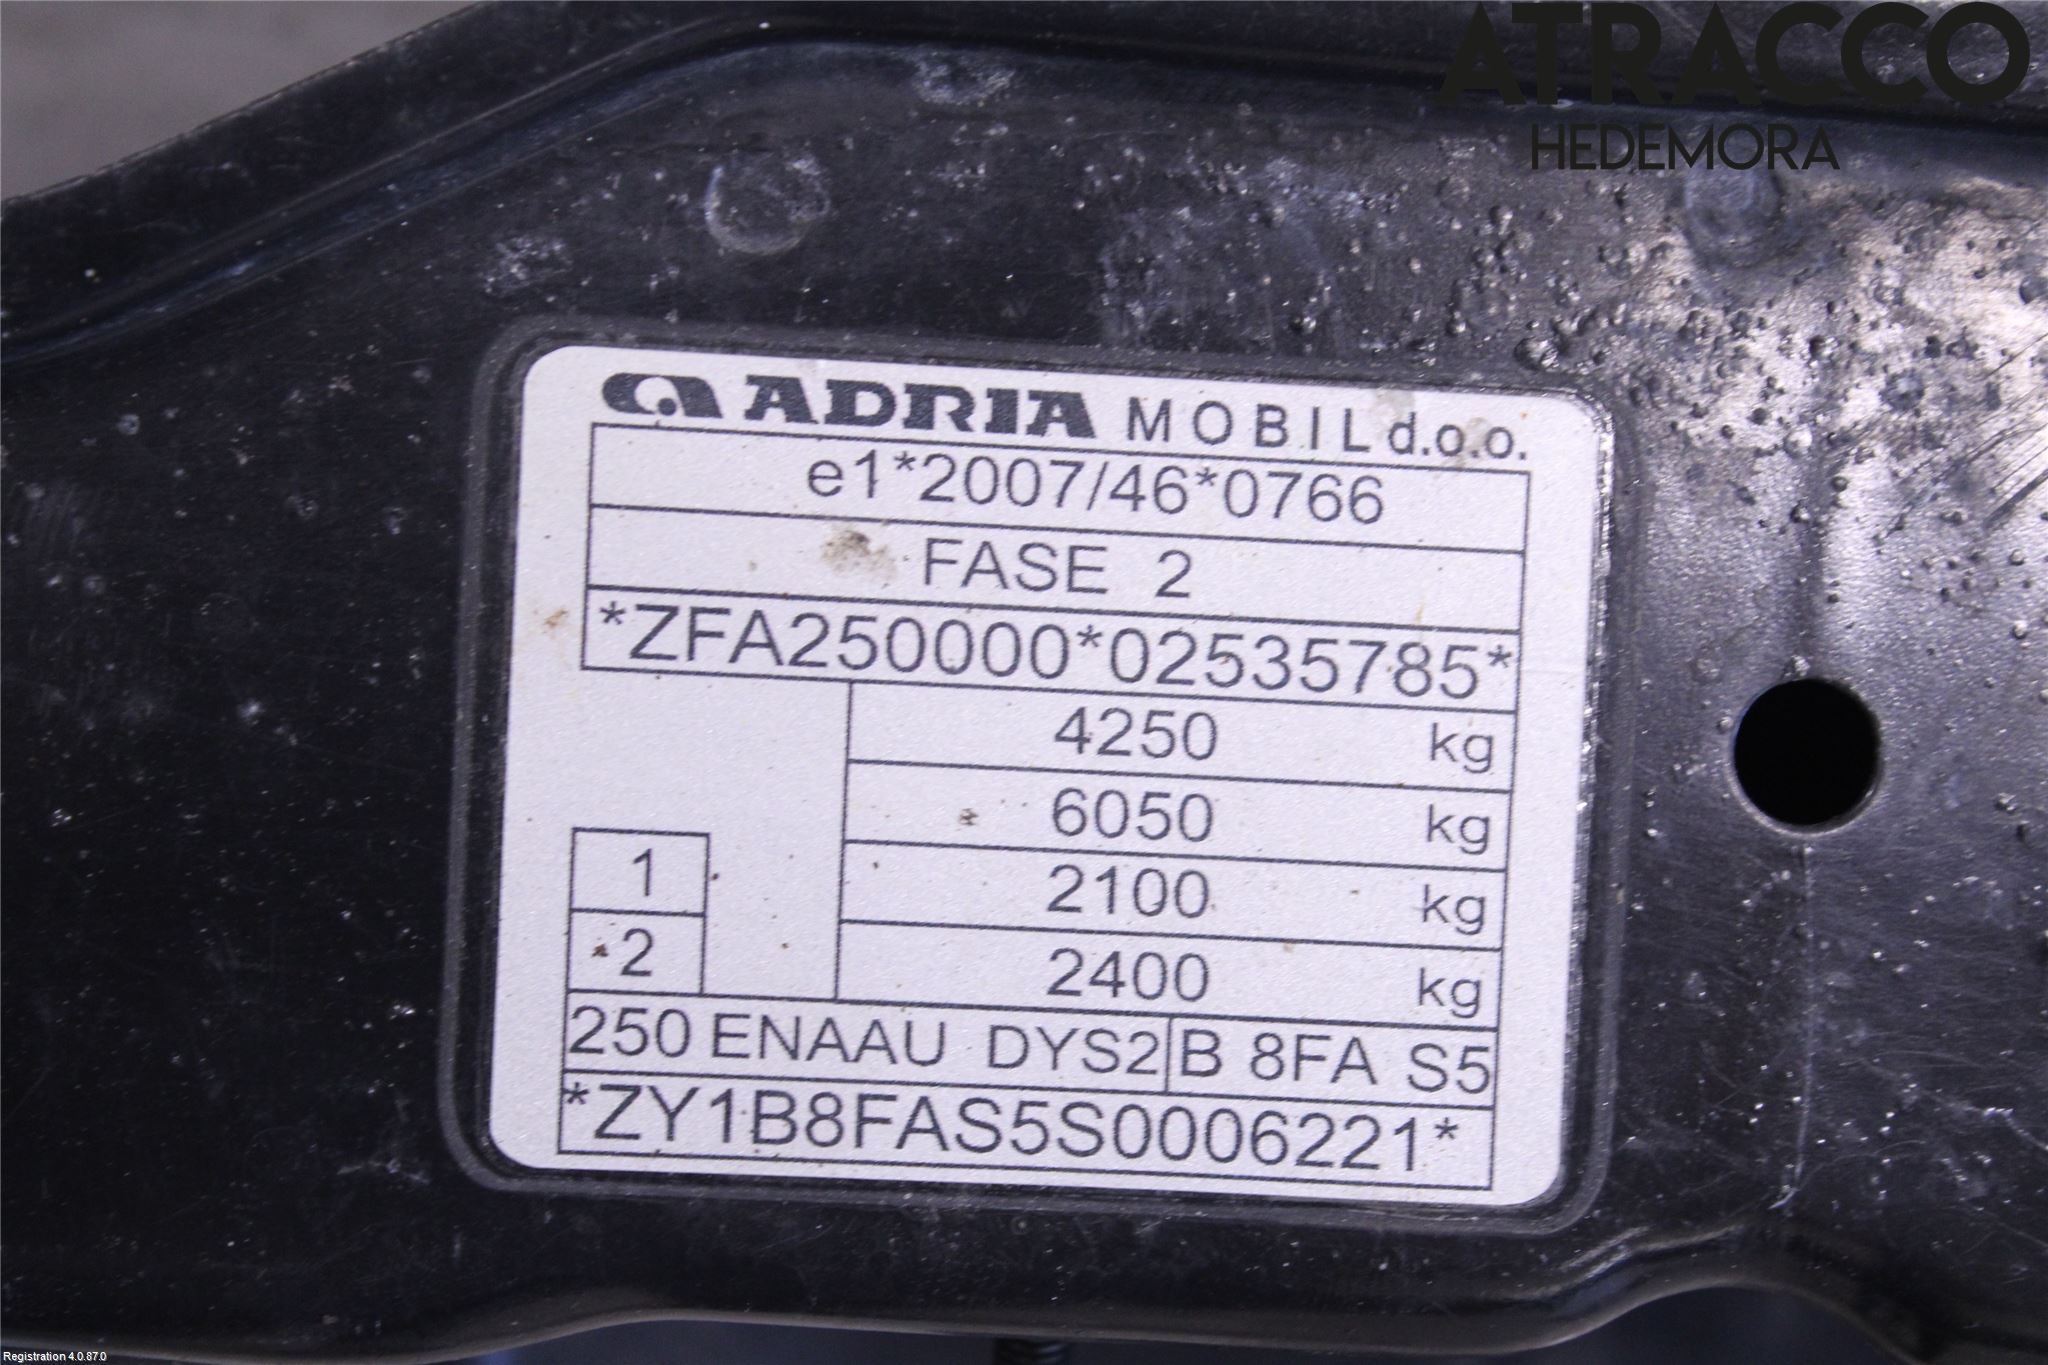 ATRACCO
HEDEMORA
ADRIA MOBIL d.o.o.
e1*2007/46*0766
FASE 2
*ZFA250000*02535785*
4250 kg
6050 kg
1 2100 kg
2 2400 kg
250 ENAAU DYS2 B 8FA S5
*ZY1B8FAS5S0006221*
Registration 4.0.87.0